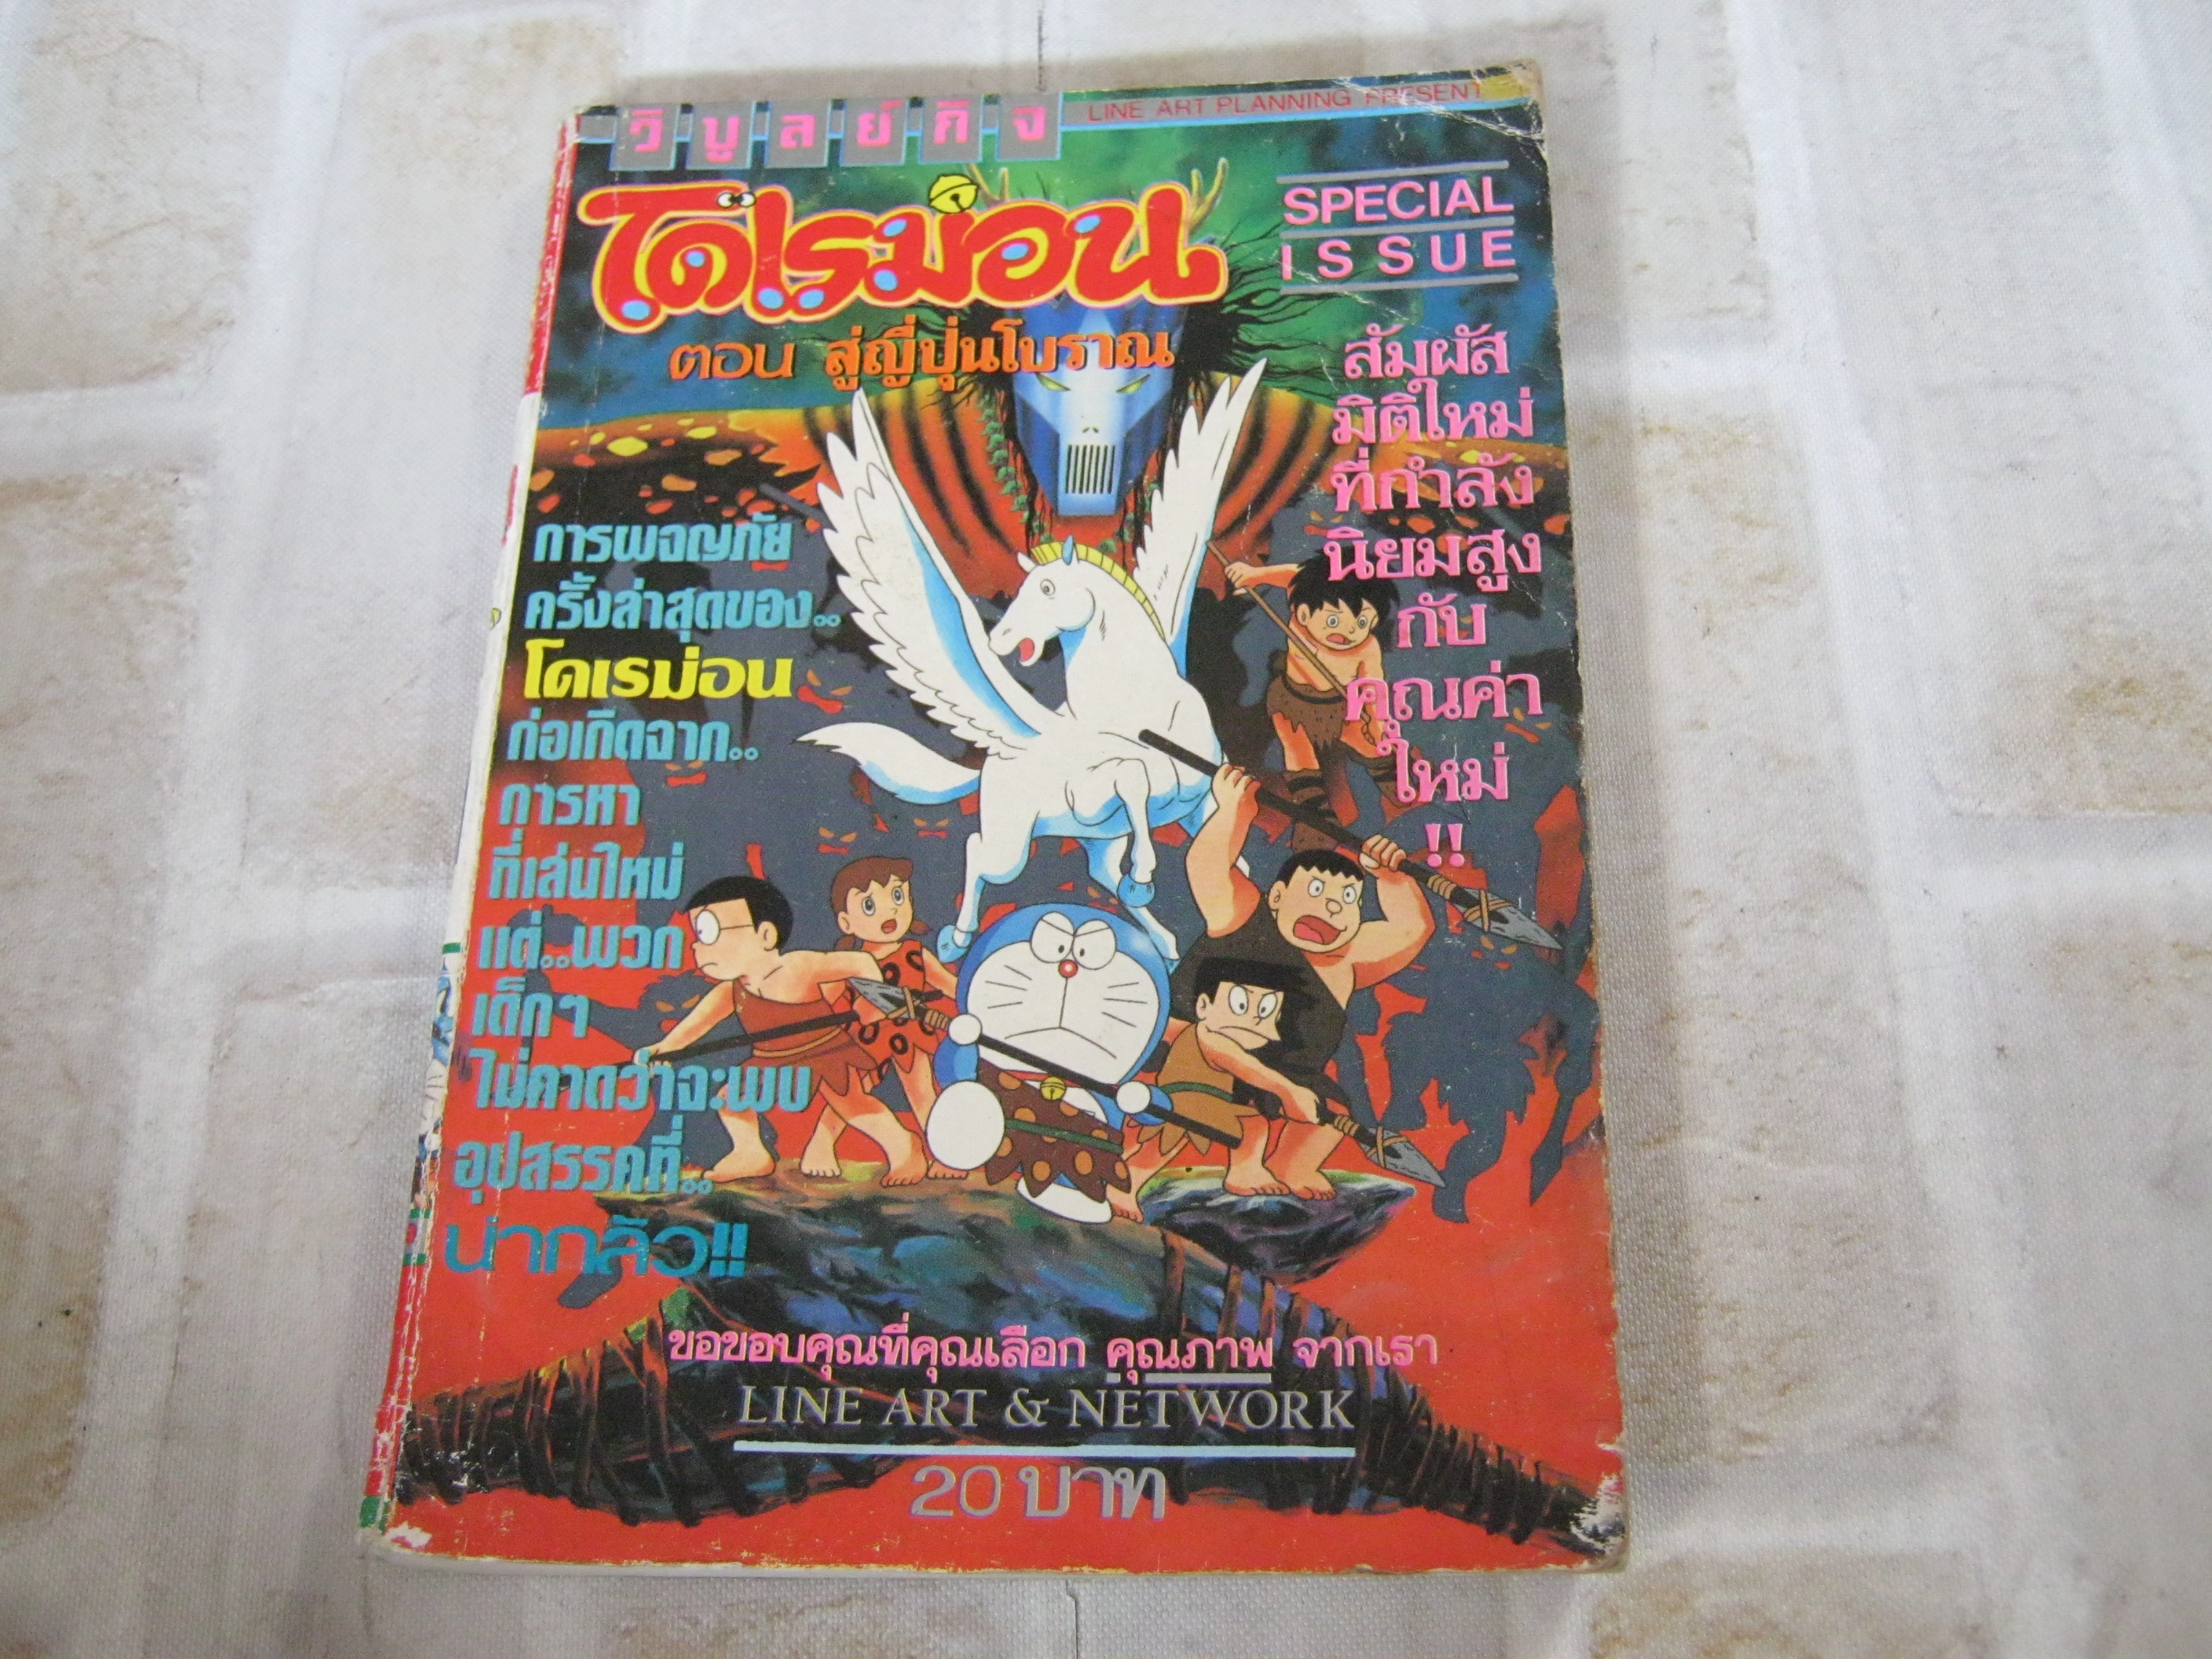 วิบูลย์กิจ
LINE ART PLANNING PRESENT
โดเรม่อน
SPECIAL
ISSUE
ตอน สู่ญี่ปุ่นโบราณ
สัมผัส
มิติใหม่
ที่กำลัง
นิยมสูง
กับ
คุณค่า
ใหม่
!!
การผจญภัย
ครั้งล่าสุดของ..
โดเรม่อน
ก่อเกิดจาก..
การหา
ที่เล่นใหม่
แต่..พวก
เด็กๆ
ไม่คาดว่าจะพบ
อุปสรรคที่..
น่ากลัว!!
ขอขอบคุณที่คุณเลือก คุณภาพ จากเรา
LINE ART & NETWORK
20 บาท